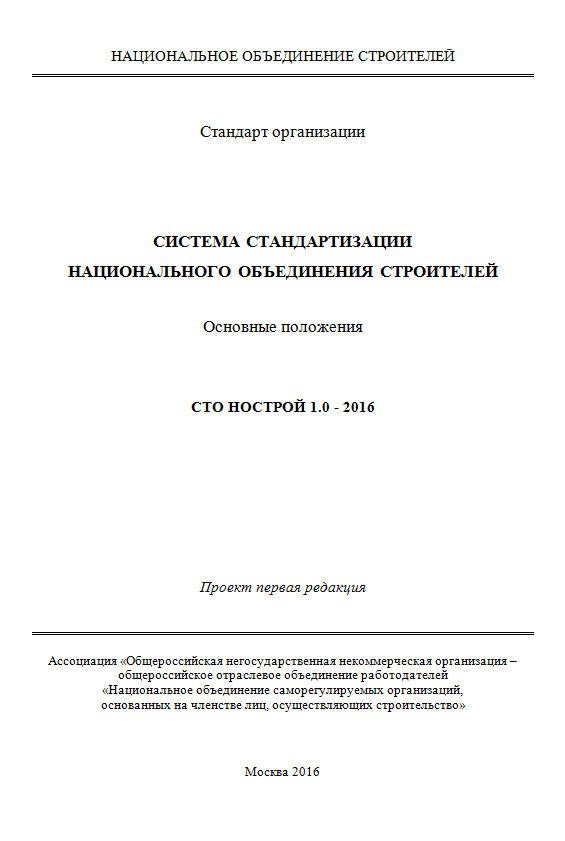 НАЦИОНАЛЬНОЕ ОБЪЕДИНЕНИЕ СТРОИТЕЛЕЙ
Стандарт организации
СИСТЕМА СТАНДАРТИЗАЦИИ
НАЦИОНАЛЬНОГО ОБЪЕДИНЕНИЯ СТРОИТЕЛЕЙ
Основные положения
СТО НОСТРОЙ 1.0 - 2016
Проект первая редакция
Ассоциация «Общероссийская негосударственная некоммерческая организация –
общероссийское отраслевое объединение работодателей
«Национальное объединение саморегулируемых организаций,
основанных на членстве лиц, осуществляющих строительство»
Москва 2016